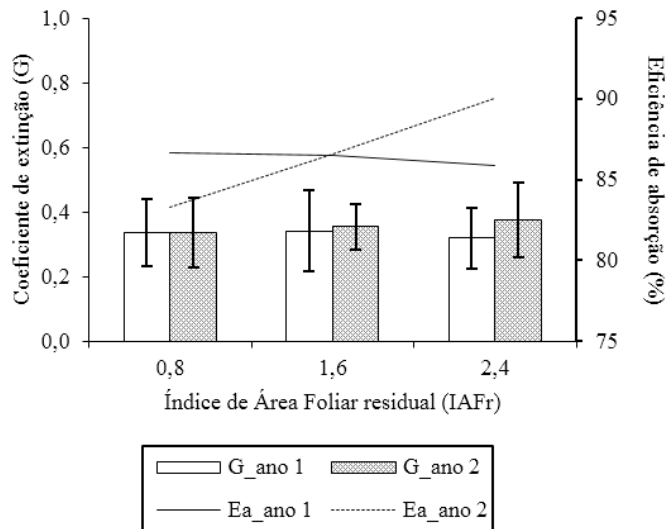 1,0
0,8
0,6
0,4
0,2
0,0
Coeficiente de extinção (G)
95
90
85
80
75
Eficiência de absorção (%)
0,8 1,6 2,4
Índice de Área Foliar residual (IAFr)
G_ano 1 G_ano 2
Ea_ano 1 Ea_ano 2